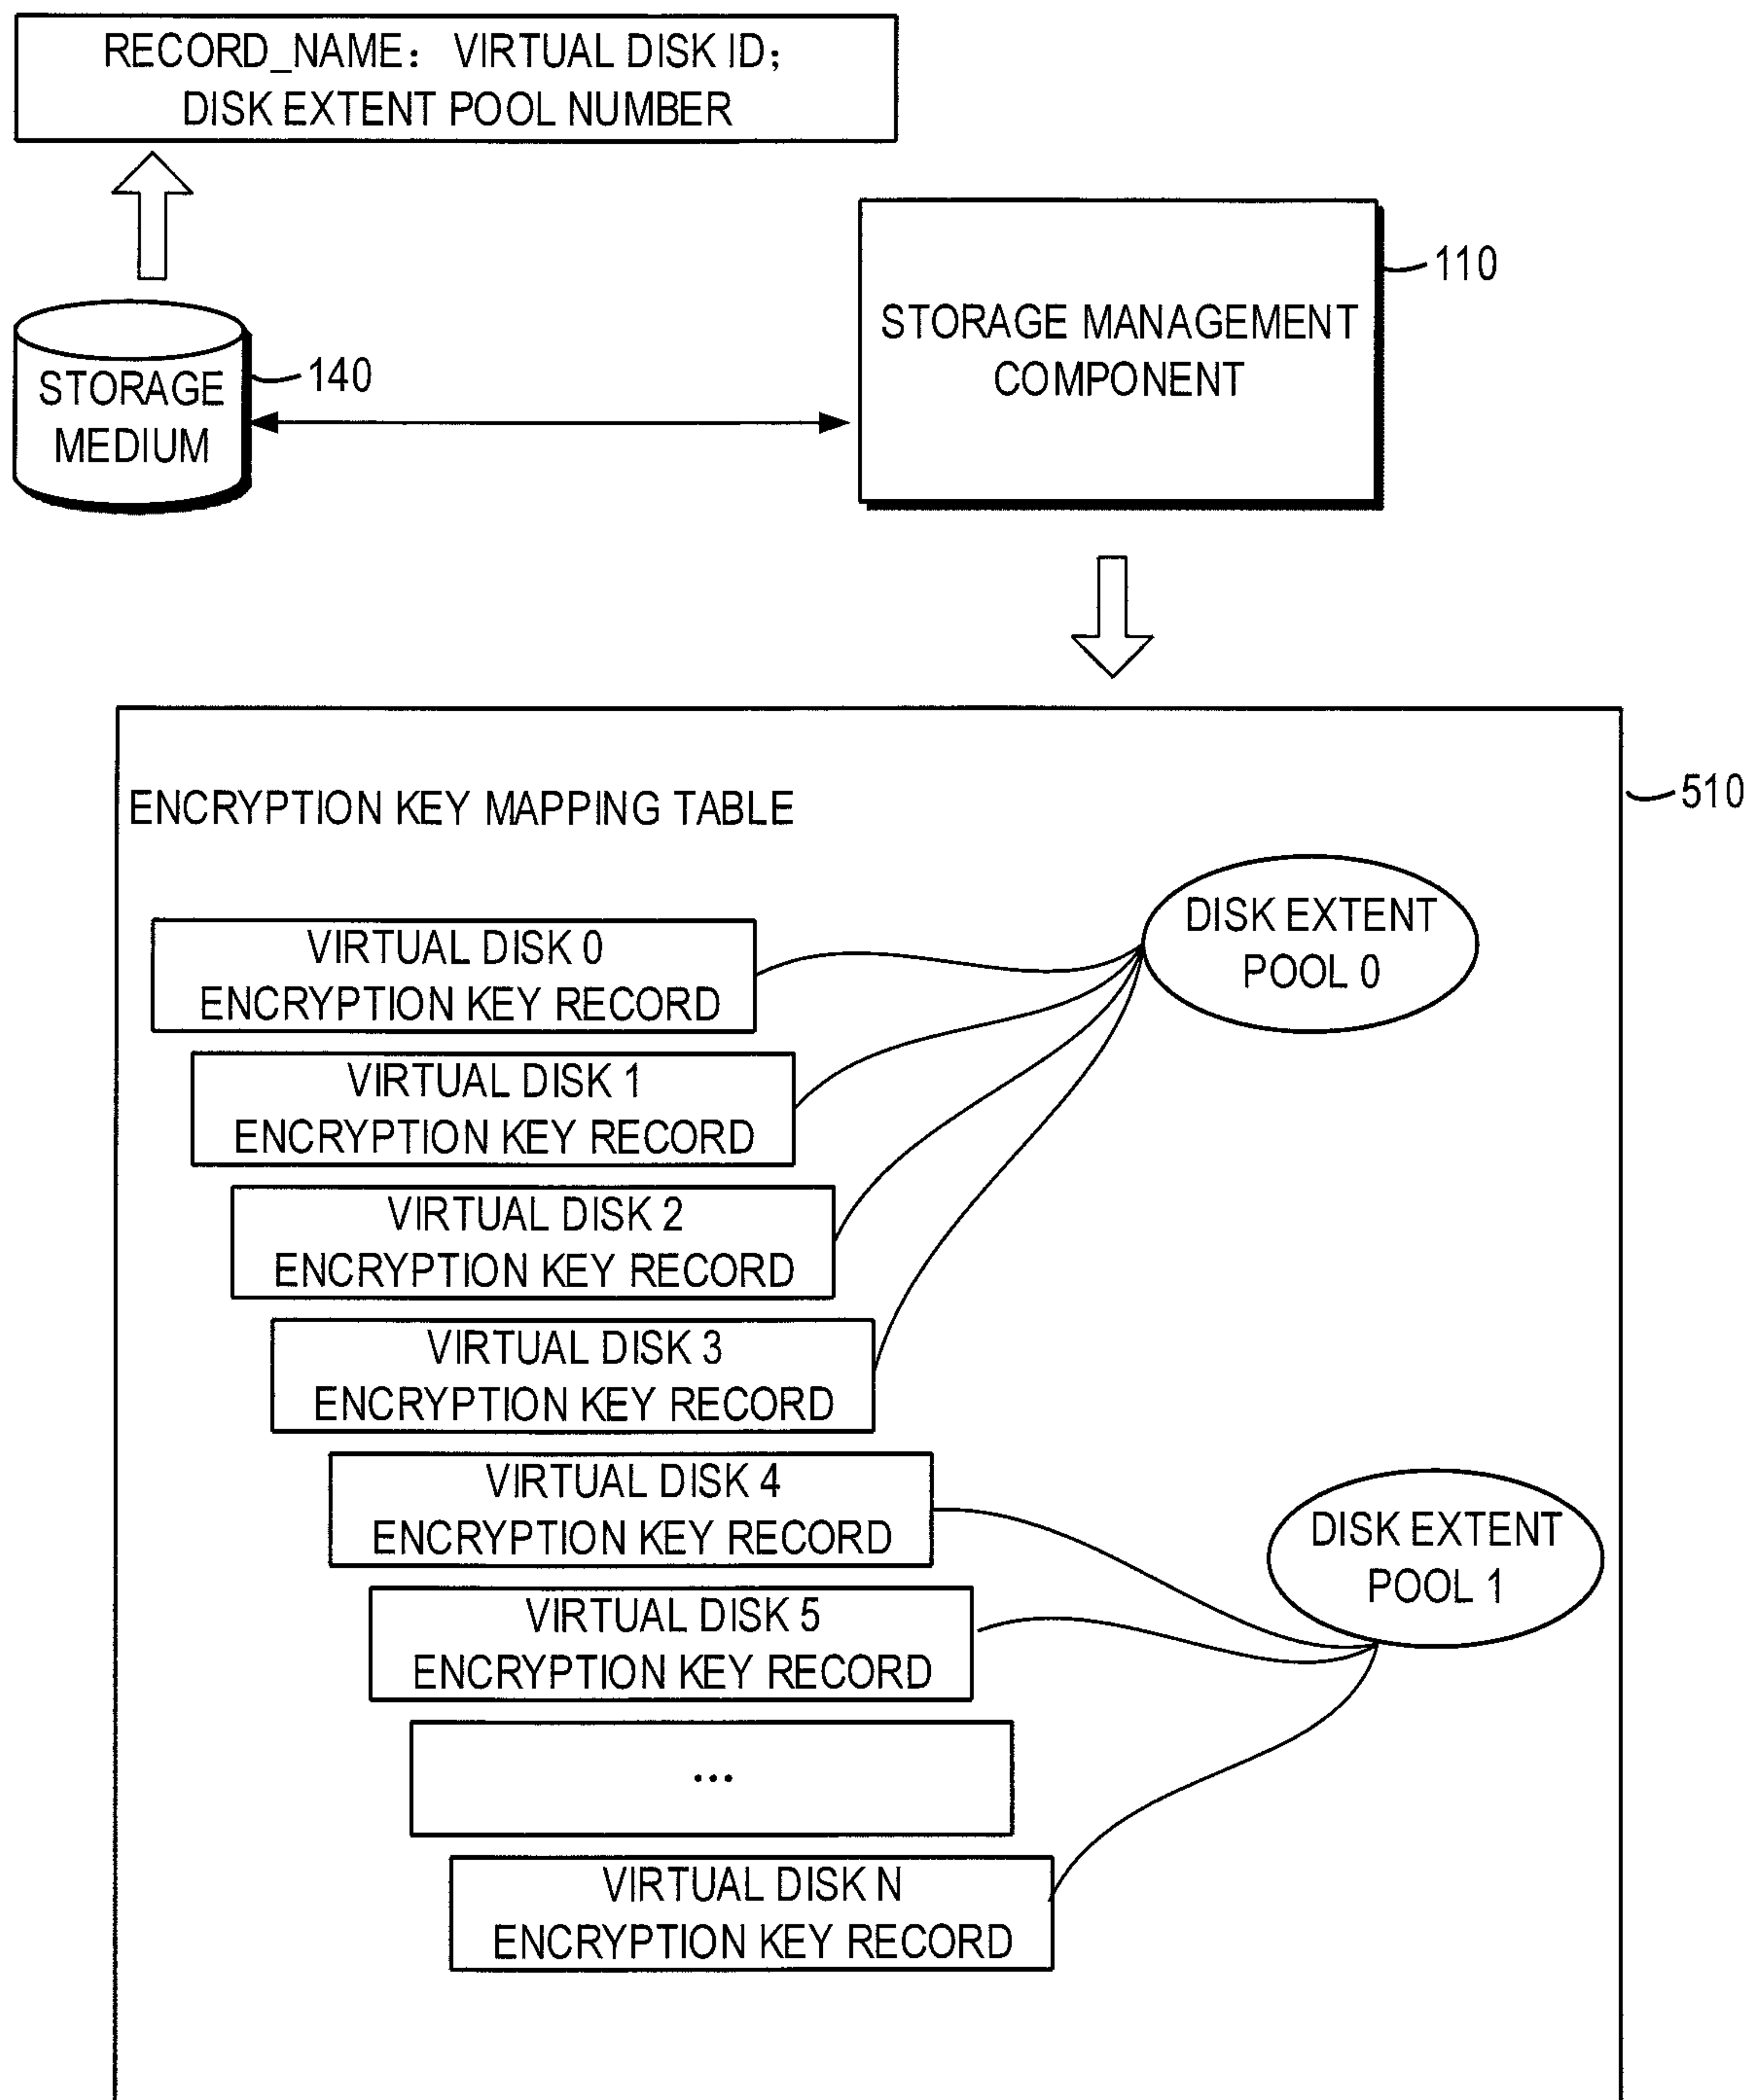 RECORD_NAME: VIRTUAL DISK ID;
DISK EXTENT POOL NUMBER
110
STORAGE MANAGEMENT
COMPONENT
140
STORAGE
MEDIUM
510
ENCRYPTION KEY MAPPING TABLE
DISK EXTENT
POOL 0
VIRTUAL DISK 0
ENCRYPTION KEY RECORD
VIRTUAL DISK 1
ENCRYPTION KEY RECORD
VIRTUAL DISK 2
ENCRYPTION KEY RECORD
VIRTUAL DISK 3
ENCRYPTION KEY RECORD
VIRTUAL DISK 4
ENCRYPTION KEY RECORD
DISK EXTENT
POOL 1
VIRTUAL DISK 5
ENCRYPTION KEY RECORD
...
VIRTUAL DISK N
ENCRYPTION KEY RECORD